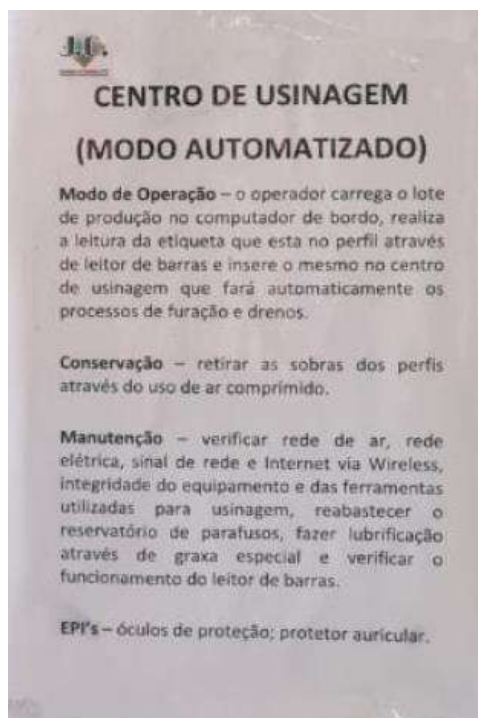 CENTRO DE USINAGEM
(MODO AUTOMATIZADO)
Modo de Operação – o operador carrega o lote
de produção no computador de bordo, realiza
a leitura da etiqueta que esta no perfil através
de leitor de barras e insere o mesmo no centro
de usinagem que fará automaticamente os
processos de furação e drenos.
Conservação – retirar as sobras dos perfis
através do uso de ar comprimido.
Manutenção – verificar rede de ar, rede
elétrica, sinal de rede e Internet via Wireless,
integridade do equipamento e das ferramentas
utilizadas para usinagem, reabastecer o
reservatório de parafusos, fazer lubrificação
através de graxa especial e verificar o
funcionamento do leitor de barras.
EPI's – óculos de proteção; protetor auricular.